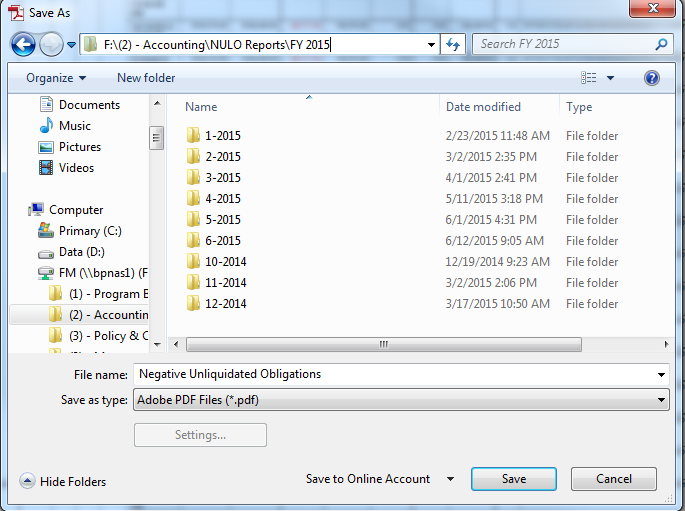 Save As
F:\(2) - Accounting\NULO Reports\FY 2015
Search FY 2015
Organize
New folder
Documents
Music
Pictures
Videos
Computer
Primary (C:)
Data (D:)
FM (\\bpnas1) (F
(1) - Program E
(2) - Accounting
(3) - Policy & C
Name Date modified Type
1-2015 2/23/2015 11:48 AM File folder
2-2015 3/2/2015 2:35 PM File folder
3-2015 4/1/2015 2:41 PM File folder
4-2015 5/11/2015 3:18 PM File folder
5-2015 6/1/2015 4:31 PM File folder
6-2015 6/12/2015 9:05 AM File folder
10-2014 12/19/2014 9:23 AM File folder
11-2014 3/2/2015 2:06 PM File folder
12-2014 3/17/2015 10:50 AM File folder
File name: Negative Unliquidated Obligations
Save as type: Adobe PDF Files (*.pdf)
Settings...
Hide Folders
Save to Online Account
Save
Cancel